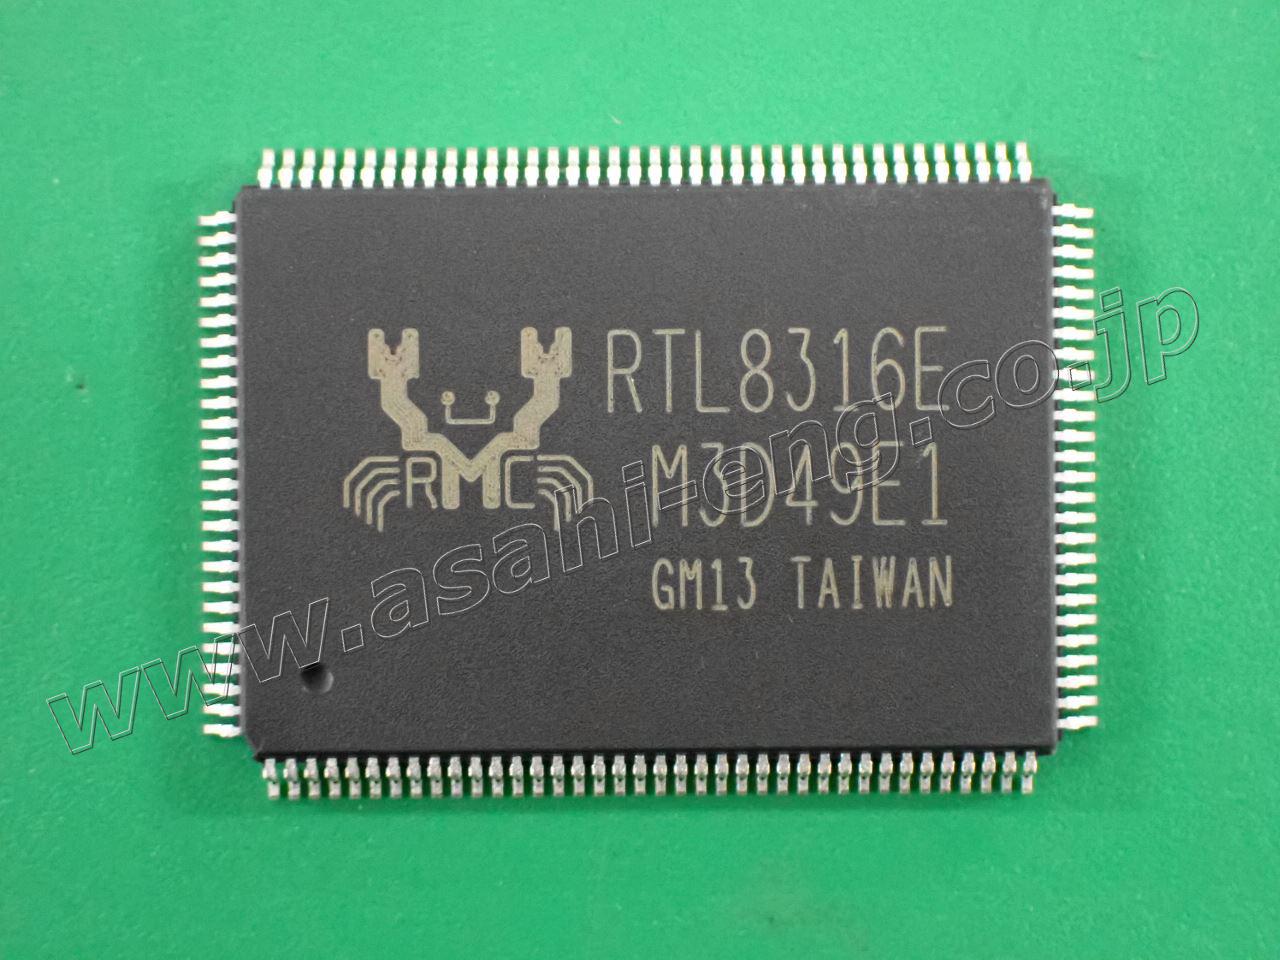 RTL8316E
RMC
M3D49E1
GM13 TAIWAN
www.asahi-eng.co.jp